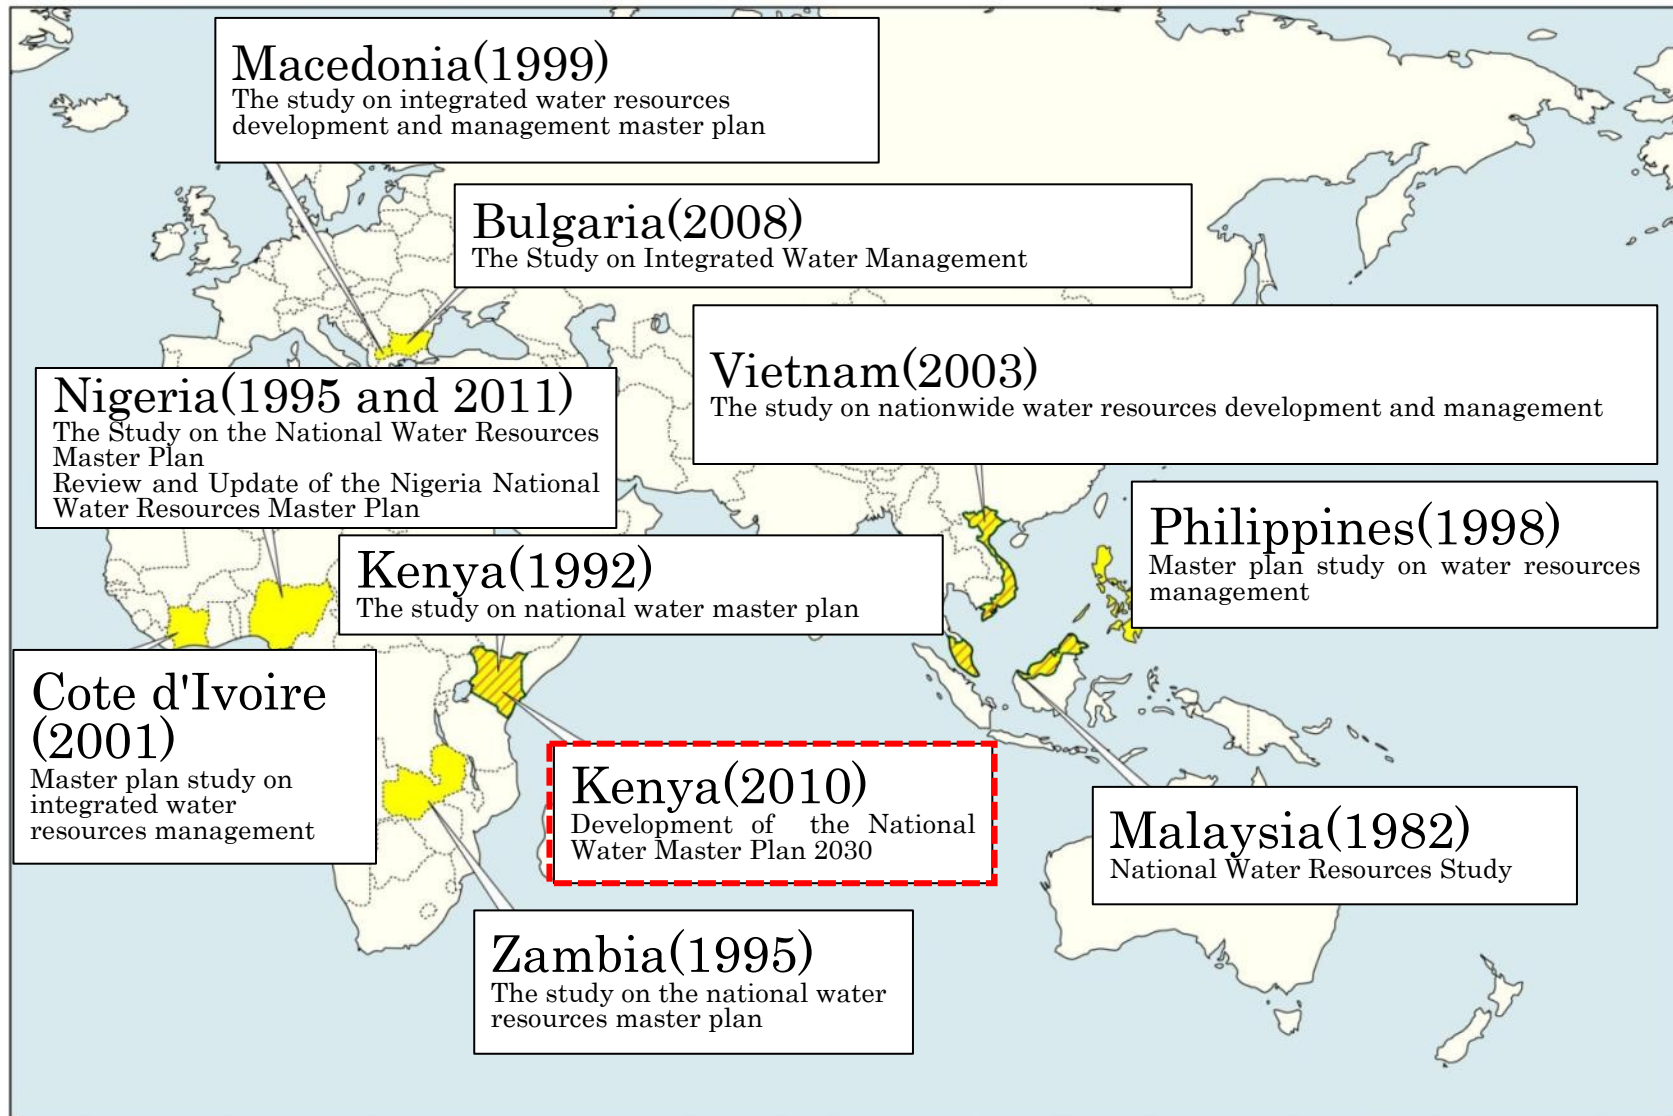 Macedonia(1999)
The study on integrated water resources
development and management master plan
Bulgaria(2008)
The Study on Integrated Water Management
Vietnam(2003)
The study on nationwide water resources development and management
Nigeria(1995 and 2011)
The Study on the National Water Resources
Master Plan
Review and Update of the Nigeria National
Water Resources Master Plan
Philippines(1998)
Master plan study on water resources
management
Kenya(1992)
The study on national water master plan
Cote d'Ivoire
(2001)
Master plan study on
integrated water
resources management
Kenya(2010)
Development of the National
Water Master Plan 2030
Malaysia(1982)
National Water Resources Study
Zambia(1995)
The study on the national water
resources master plan